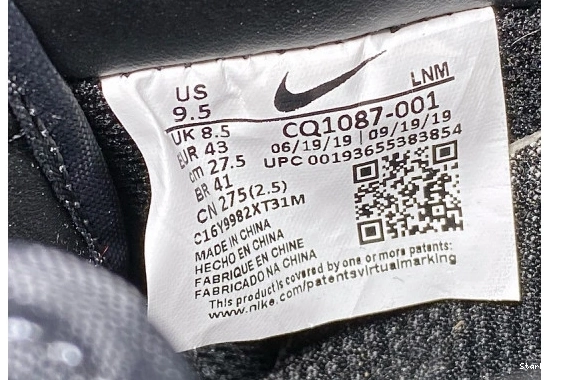 US
9.5
UK 8.5
EUR 43
cm 27.5
BR 41
CN 275(2.5)
LNM
CQ1087-001
06/19/19 | 09/19/19
UPC 00193655383854
C16Y9982XT31M
MADE IN CHINA
HECHO EN CHINA
FABRIQUE EN CHINE
FABRICADO NA CHINA
This product is covered by one or more patents:
www.nike.com/patentsvirtualmarking